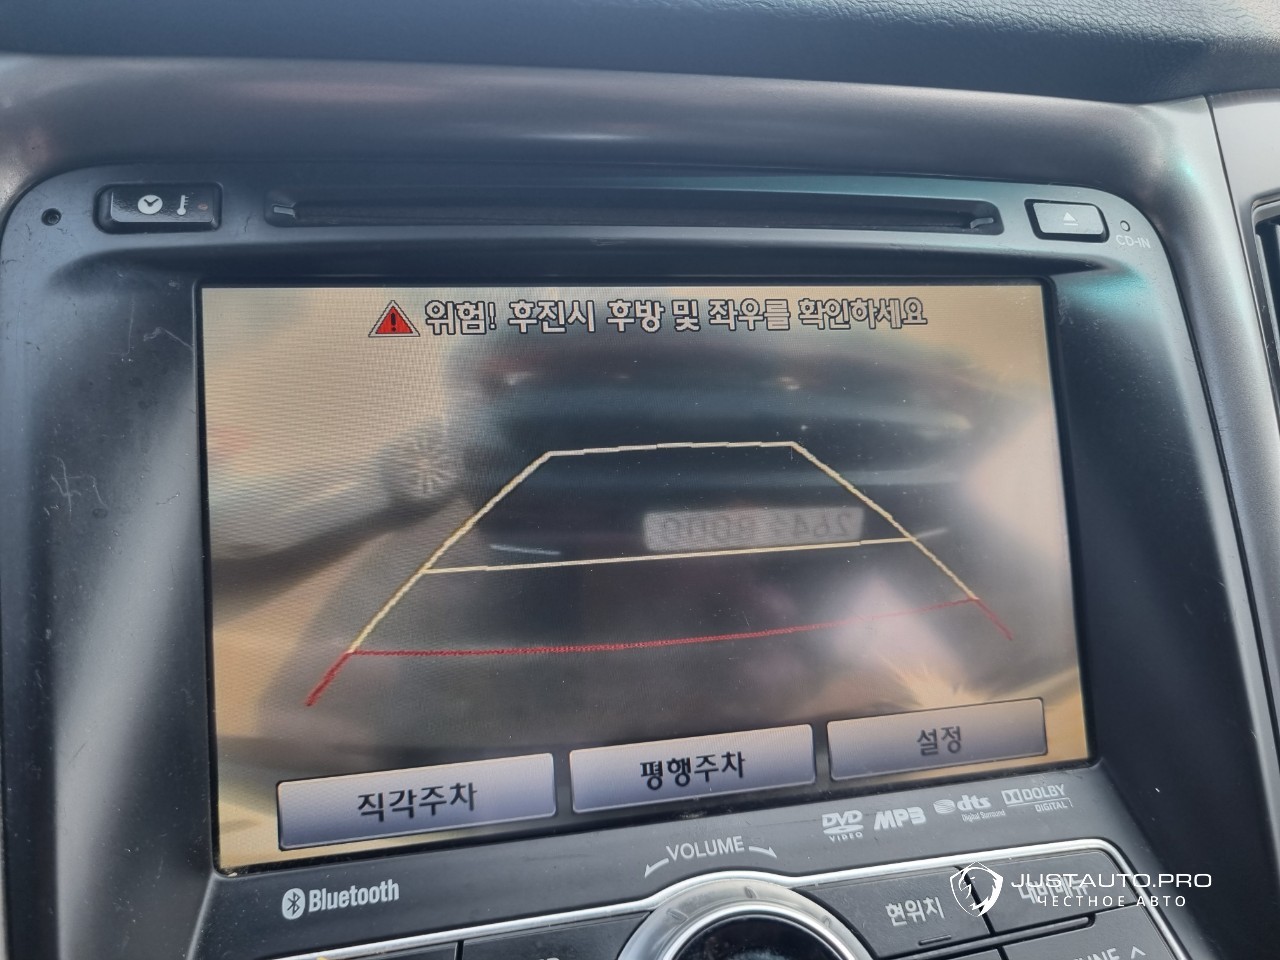 CD-IN
위험! 후진시 후방 및 좌우를 확인하세요
직각주차
평행주차
설정
DVD VIDEO
MP3
dts Digital Surround
DOLBY DIGITAL
VOLUME
Bluetooth
현위치
JUSTAUTO.PRO
ЧЕСТНОЕ АВТО